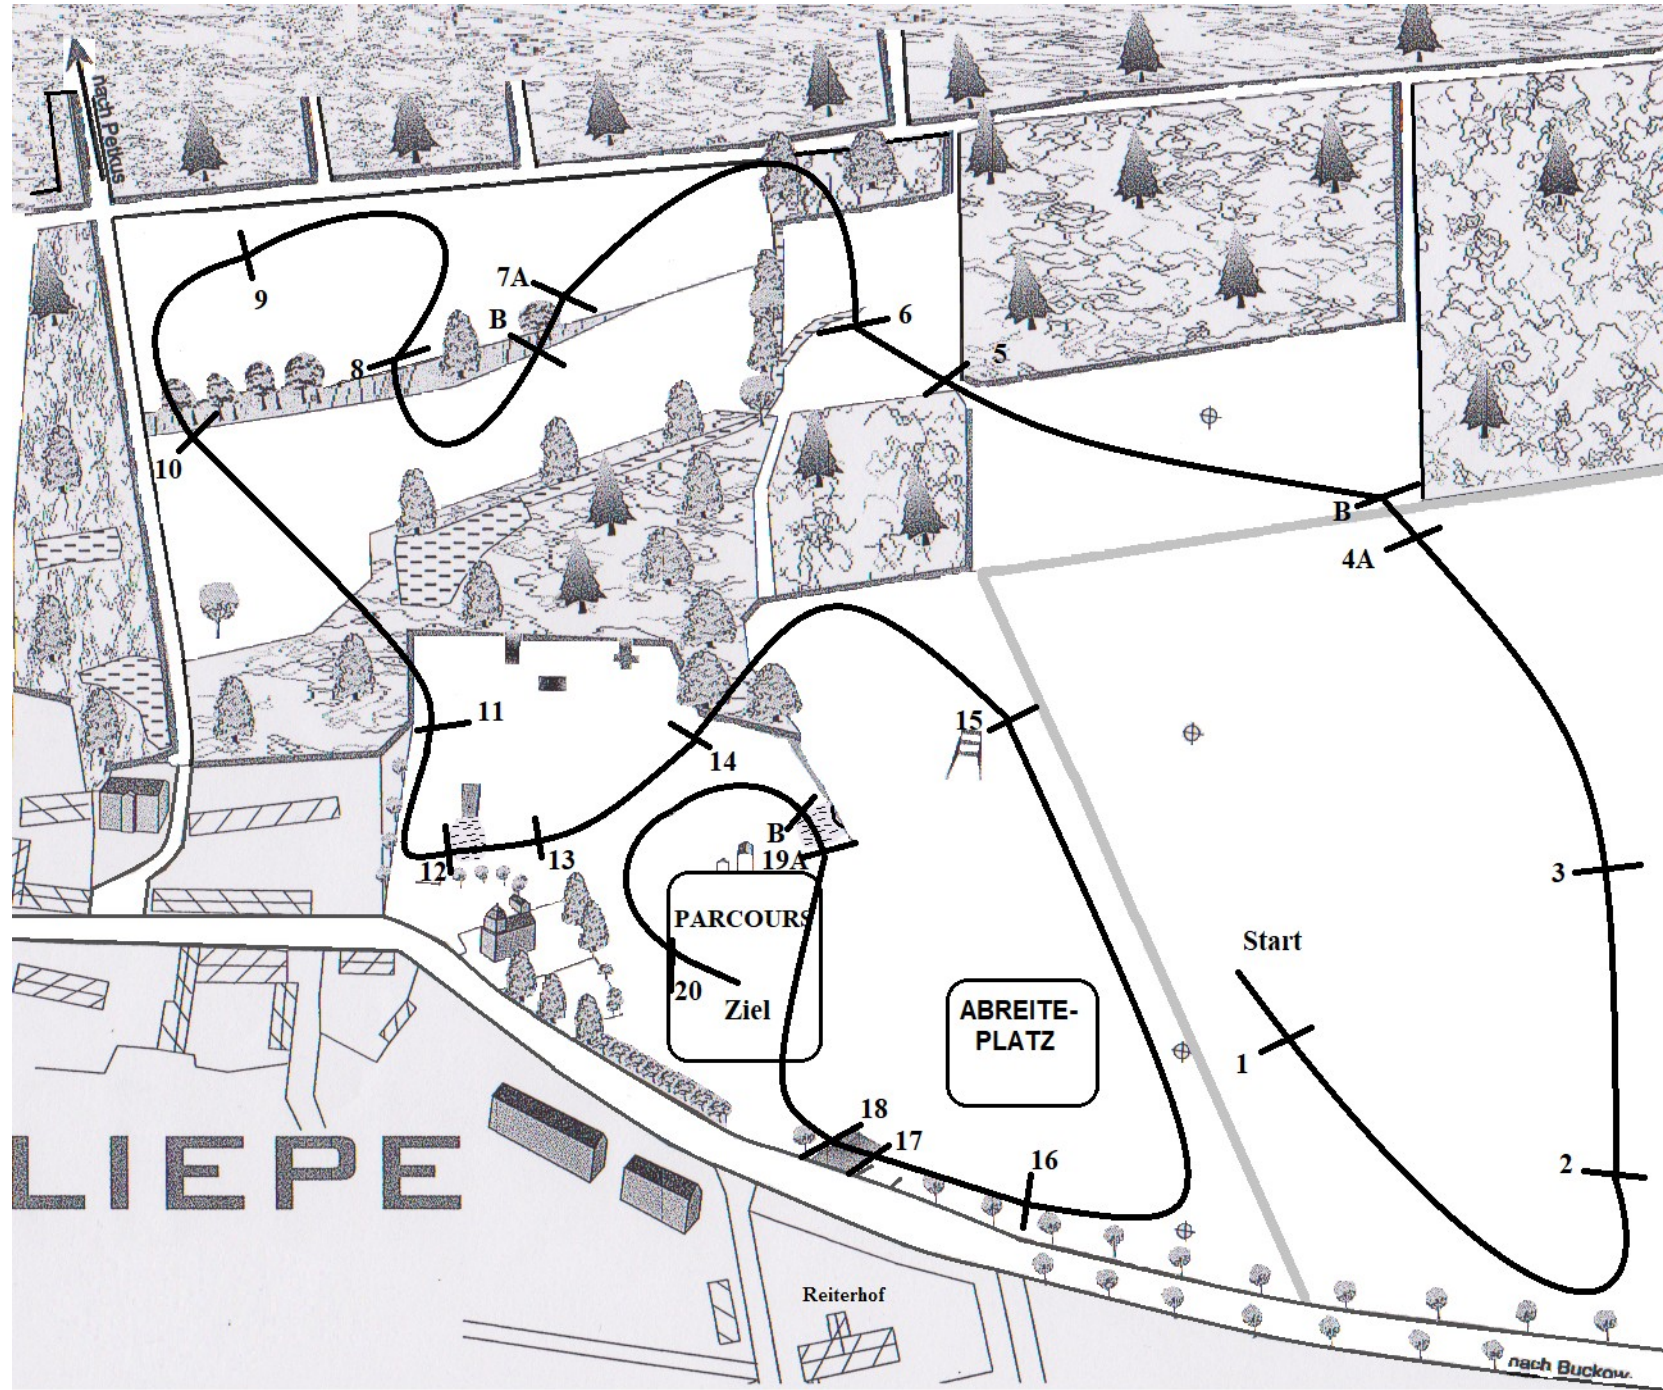 nach Petkus
9
7A
B
8
6
5
10
B
4A
11
15
14
12
13
B
19A
3
PARCOURS
Start
20
Ziel
ABREITE-
PLATZ
1
18
17
16
2
LIEPE
Reiterhof
nach Buckow